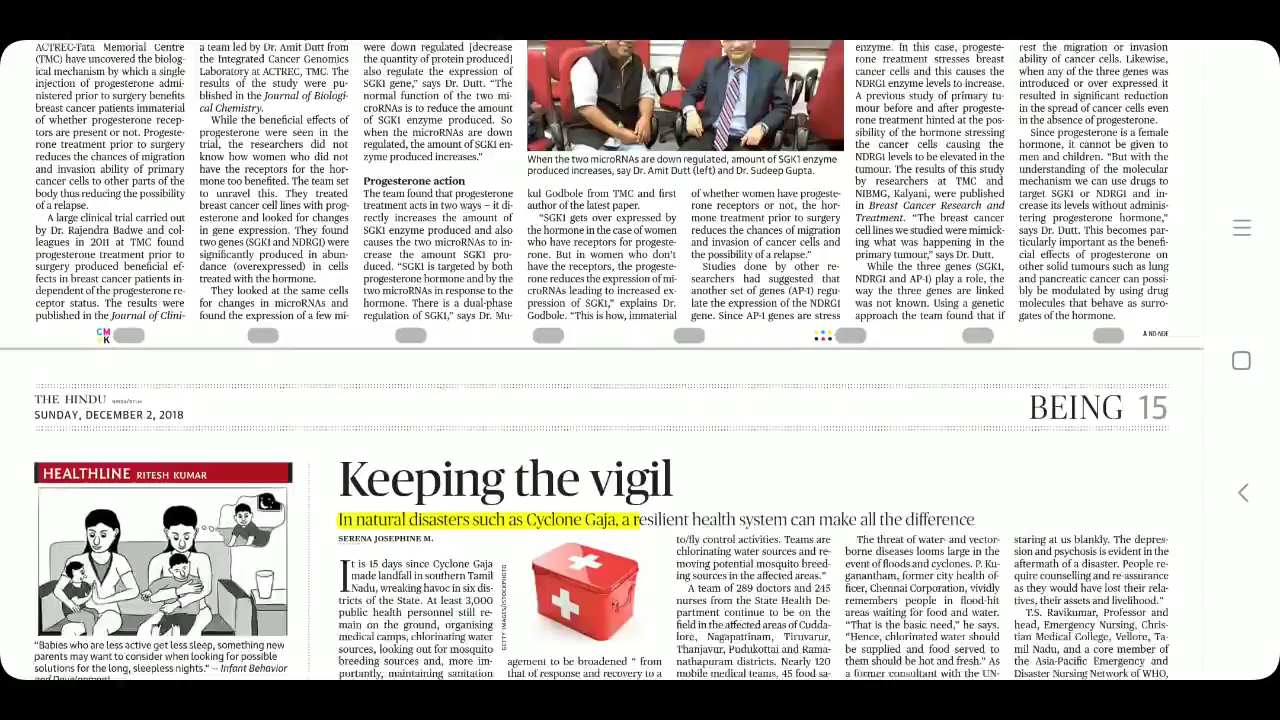 ACTREC-Tata Memorial Centre
(TMC) have uncovered the biolog-
ical mechanism by which a single
injection of progesterone admi-
nistered prior to surgery benefits
breast cancer patients immaterial
of whether progesterone recep-
tors are present or not. Progeste-
rone treatment prior to surgery
reduces the chances of migration
and invasion ability of primary
cancer cells to other parts of the
body thus reducing the possibility
of a relapse.
A large clinical trial carried out
by Dr. Rajendra Badwe and col-
leagues in 2011 at TMC found
progesterone treatment prior to
surgery produced beneficial ef-
fects in breast cancer patients in-
dependent of the progesterone re-
ceptor status. The results were
published in the Journal of Clini-
a team led by Dr. Amit Dutt from
the Integrated Cancer Genomics
Laboratory at ACTREC, TMC. The
results of the study were pu-
blished in the Journal of Biologi-
cal Chemistry.
While the beneficial effects of
progesterone were seen in the
trial, the researchers did not
know how women who did not
have the receptors for the hor-
mone too benefited. The team set
to unravel this. They treated
breast cancer cell lines with prog-
esterone and looked for changes
in gene expression. They found
two genes (SGK1 and NDRG1) were
significantly produced in abun-
dance (overexpressed) in cells
treated with the hormone.
They looked at the same cells
for changes in microRNAs and
found the expression of a few mi-
were down regulated [decrease
the quantity of protein produced]
also regulate the expression of
SGK1 gene," says Dr. Dutt. "The
normal function of the two mi-
croRNAs is to reduce the amount
of SGK1 enzyme produced. So
when the microRNAs are down
regulated, the amount of SGK1 en-
zyme produced increases."
Progesterone action
The team found that progesterone
treatment acts in two ways – it di-
rectly increases the amount of
SGK1 enzyme produced and also
causes the two microRNAs to in-
crease the amount SGK1 pro-
duced. "SGK1 is targeted by both
progesterone hormone and by the
two microRNAs in response to the
hormone. There is a dual-phase
regulation of SGK1," says Dr. Mu-
When the two microRNAs are down regulated, amount of SGK1 enzyme
produced increases, say Dr. Amit Dutt (left) and Dr. Sudeep Gupta.
kul Godbole from TMC and first
author of the latest paper.
"SGK1 gets over expressed by
the hormone in the case of women
who have receptors for progeste-
rone. But in women who don't
have the receptors, the progeste-
rone reduces the expression of mi-
croRNAs leading to increased ex-
pression of SGK1," explains Dr.
Godbole. "This is how, immaterial
of whether women have progeste-
rone receptors or not, the hor-
mone treatment prior to surgery
reduces the chances of migration
and invasion of cancer cells and
the possibility of a relapse."
Studies done by other re-
searchers had suggested that
another set of genes (AP-1) regu-
late the expression of the NDRG1
gene. Since AP-1 genes are stress
enzyme. In this case, progeste-
rone treatment stresses breast
cancer cells and this causes the
NDRG1 enzyme levels to increase.
A previous study of primary tu-
mour before and after progeste-
rone treatment hinted at the pos-
sibility of the hormone stressing
the cancer cells and causing the
NDRG1 levels to be elevated in the
tumour. The results of this study
by researchers at TMC and
NIBMG, Kalyani, were published
in Breast Cancer Research and
Treatment. "The breast cancer
cell lines we studied were mimick-
ing what was happening in the
primary tumour," says Dr. Dutt.
While the three genes (SGK1,
NDRG1 and AP-1) play a role, the
way the three genes are linked
was not known. Using a genetic
approach the team found that if
rest the migration or invasion
ability of cancer cells. Likewise,
when any of the three genes was
introduced or over expressed it
resulted in significant reduction
in the spread of cancer cells even
in the absence of progesterone.
Since progesterone is a female
hormone, it cannot be given to
men and children. "But with the
understanding of the molecular
mechanism we can use drugs to
target SGK1 or NDRG1 and in-
crease its levels without adminis-
tering progesterone hormone,"
says Dr. Dutt. This becomes par-
ticularly important as the benefi-
cial effects of progesterone on
other solid tumours such as lung
and pancreatic cancer can possi-
bly be modulated by using drug
molecules that behave as surro-
gates of the hormone.
CM
YK
A ND-NDE
THE HINDU
SUNDAY, DECEMBER 2, 2018
BEING 15
HEALTHLINE RITESH KUMAR
"Babies who are less active get less sleep, something new
parents may want to consider when looking for possible
solutions for the long, sleepless nights." – Infant Behavior
and Development
Keeping the vigil
In natural disasters such as Cyclone Gaja, a resilient health system can make all the difference
SERENA JOSEPHINE M.
It is 15 days since Cyclone Gaja
made landfall in southern Tamil
Nadu, wreaking havoc in six dis-
tricts of the State. At least 3,000
public health personnel still re-
main on the ground, organising
medical camps, chlorinating water
sources, looking out for mosquito
breeding sources and, more im-
portantly, maintaining sanitation
GETTY IMAGES/ISTOCKPHOTO
agement to be broadened " from
that of response and recovery to a
to/fly control activities. Teams are
chlorinating water sources and re-
moving potential mosquito breed-
ing sources in the affected areas."
A team of 289 doctors and 245
nurses from the State Health De-
partment continue to be on the
field in the affected areas of Cudda-
lore, Nagapattinam, Tiruvarur,
Thanjavur, Pudukottai and Rama-
nathapuram districts. Nearly 120
mobile medical teams, 45 food sa-
The threat of water- and vector-
borne diseases looms large in the
event of floods and cyclones. P. Ku-
ganantham, former city health of-
ficer, Chennai Corporation, vividly
remembers people in flood-hit
areas waiting for food and water.
"That is the basic need," he says.
"Hence, chlorinated water should
be supplied and food served to
them should be hot and fresh." As
a former consultant with the UN-
staring at us blankly. The depres-
sion and psychosis is evident in the
aftermath of a disaster. People re-
quire counselling and re-assurance
as they would have lost their rela-
tives, their assets and livelihood."
T.S. Ravikumar, Professor and
head, Emergency Nursing, Chris-
tian Medical College, Vellore, Ta-
mil Nadu, and a core member of
the Asia-Pacific Emergency and
Disaster Nursing Network of WHO,